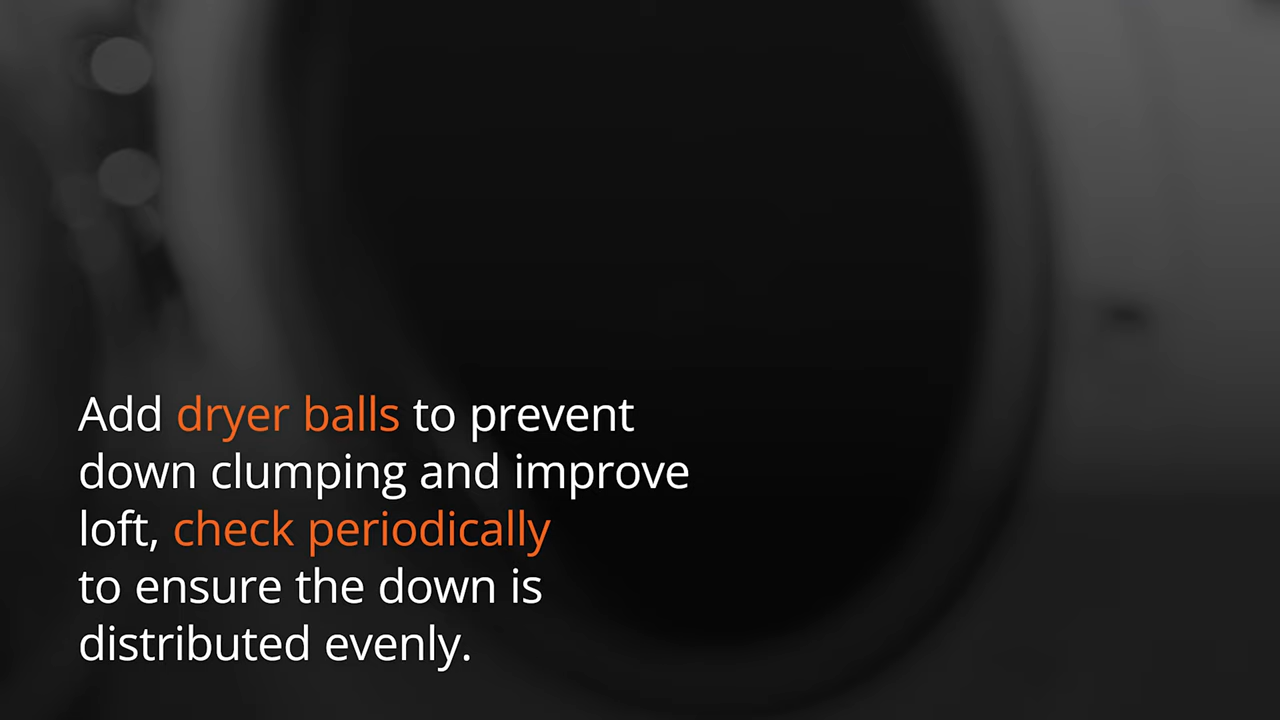 Add dryer balls to prevent
down clumping and improve
loft, check periodically
to ensure the down is
distributed evenly.